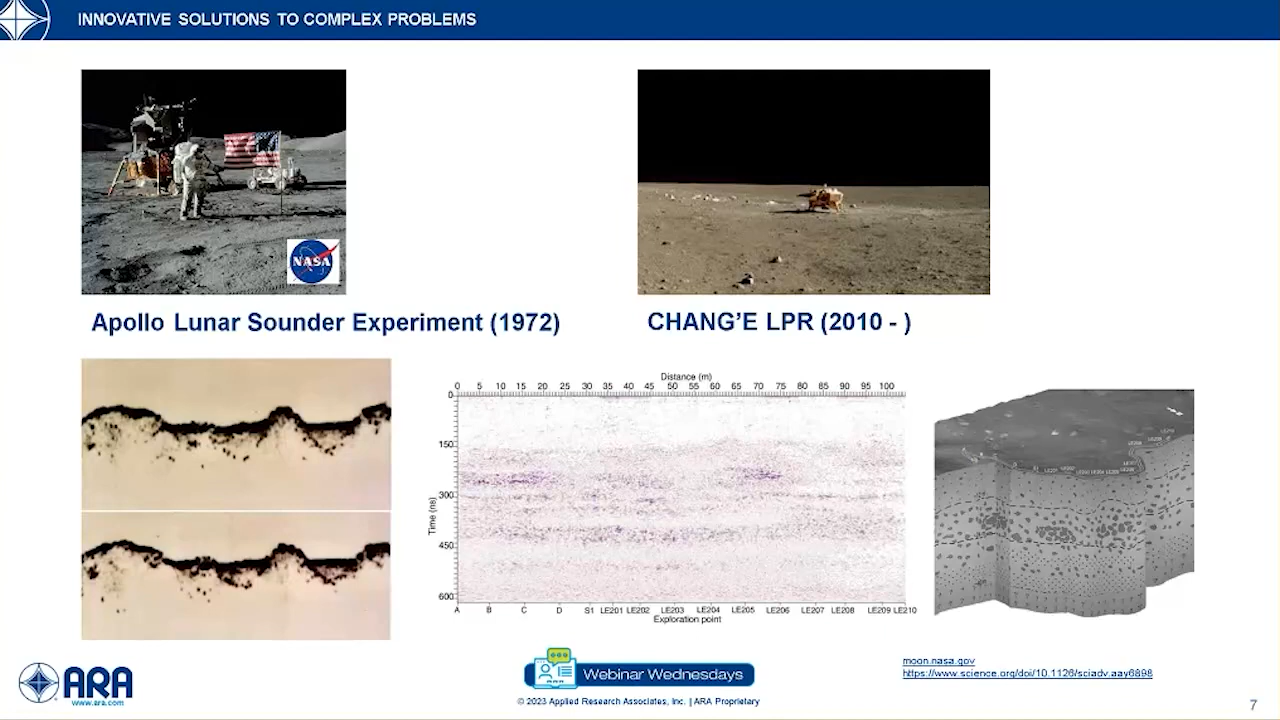 INNOVATIVE SOLUTIONS TO COMPLEX PROBLEMS
NASA
Apollo Lunar Sounder Experiment (1972)
CHANG'E LPR (2010 - )
Distance (m)
0 5 10 15 20 25 30 35 40 45 50 55 60 65 70 75 80 85 90 95 100
0
150
300
450
600
Time (ns)
A B C D S1 LE201 LE202 LE203 LE204 LE205 LE206 LE207 LE208 LE209 LE210
Exploration point
ARA
www.ara.com
Webinar Wednesdays
© 2023 Applied Research Associates, Inc. | ARA Proprietary
moon.nasa.gov
https://www.science.org/doi/10.1126/sciadv.aay6898
7